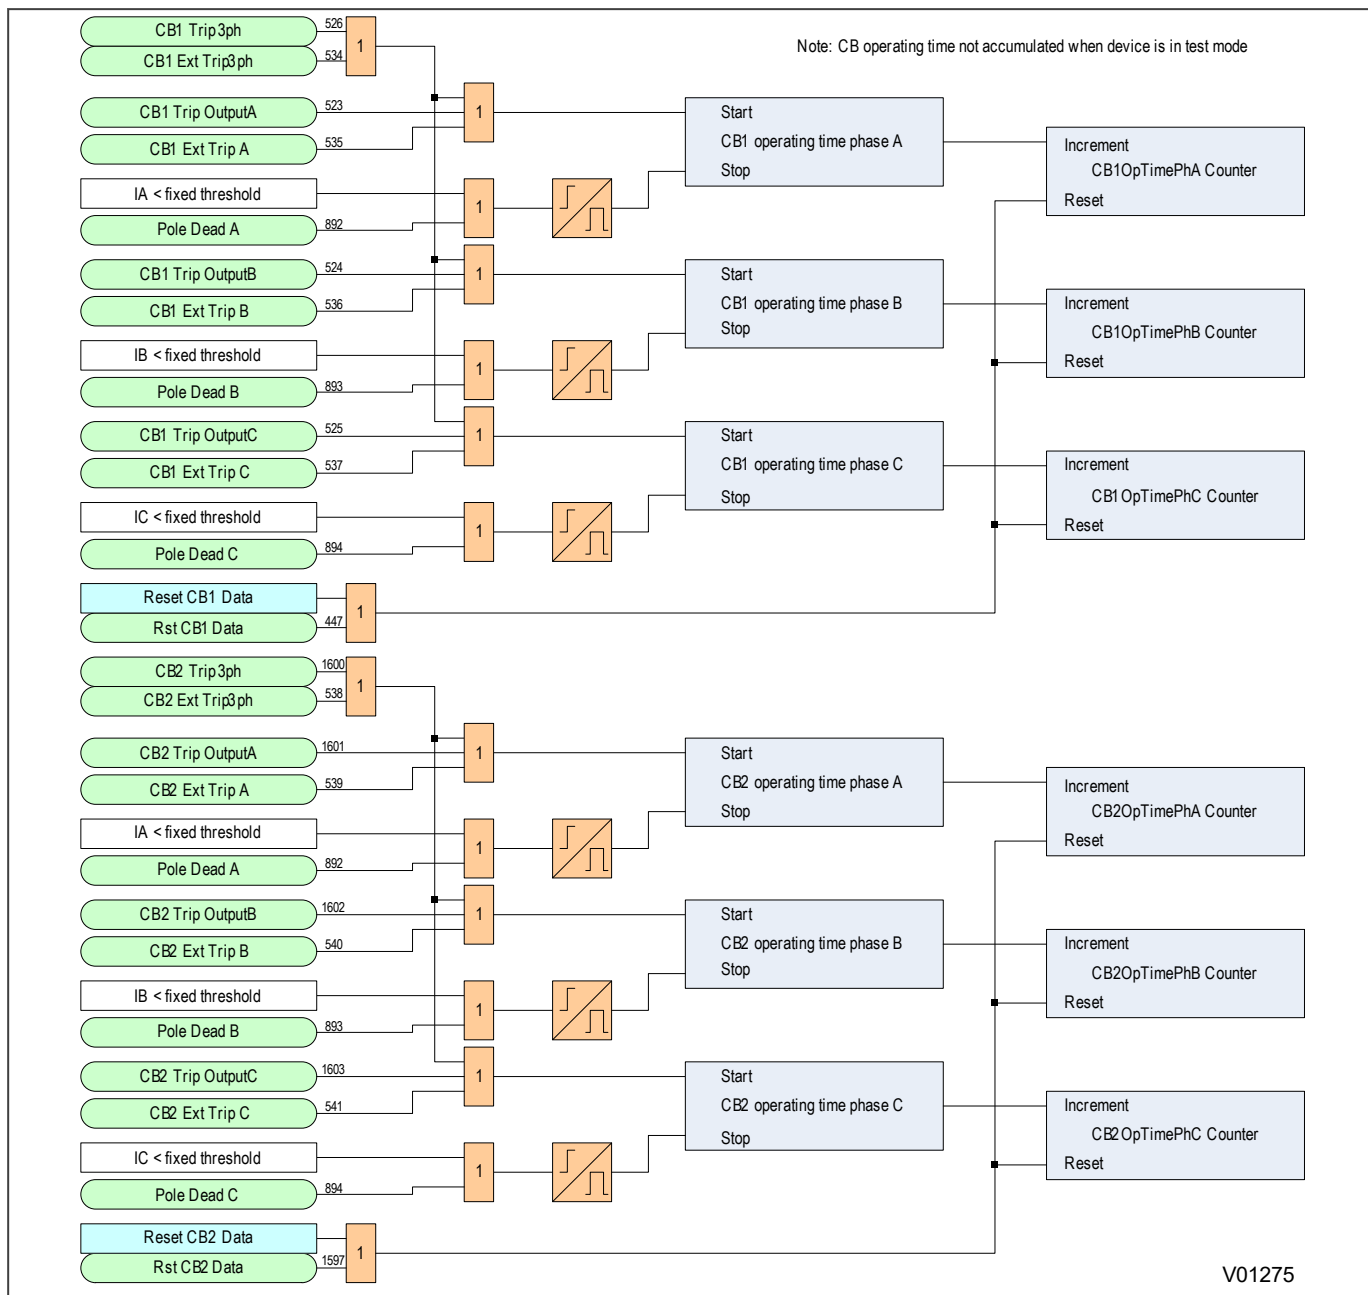 CB1 Trip3ph 526
1
CB1 Ext Trip3ph 534
Note: CB operating time not accumulated when device is in test mode
CB1 Trip OutputA 523
1
CB1 Ext Trip A 535
Start
CB1 operating time phase A
Stop
Increment
CB1OpTimePhA Counter
Reset
IA < fixed threshold
1
Pole Dead A 892
CB1 Trip OutputB 524
1
CB1 Ext Trip B 536
Start
CB1 operating time phase B
Stop
Increment
CB1OpTimePhB Counter
Reset
IB < fixed threshold
1
Pole Dead B 893
CB1 Trip OutputC 525
1
CB1 Ext Trip C 537
Start
CB1 operating time phase C
Stop
Increment
CB1OpTimePhC Counter
Reset
IC < fixed threshold
1
Pole Dead C 894
Reset CB1 Data
1
Rst CB1 Data 447
CB2 Trip3ph 1600
1
CB2 Ext Trip3ph 538
CB2 Trip OutputA 1601
1
CB2 Ext Trip A 539
Start
CB2 operating time phase A
Stop
Increment
CB2OpTimePhA Counter
Reset
IA < fixed threshold
1
Pole Dead A 892
CB2 Trip OutputB 1602
1
CB2 Ext Trip B 540
Start
CB2 operating time phase B
Stop
Increment
CB2OpTimePhB Counter
Reset
IB < fixed threshold
1
Pole Dead B 893
CB2 Trip OutputC 1603
1
CB2 Ext Trip C 541
Start
CB2 operating time phase C
Stop
Increment
CB2OpTimePhC Counter
Reset
IC < fixed threshold
1
Pole Dead C 894
Reset CB2 Data
1
Rst CB2 Data 1597
V01275